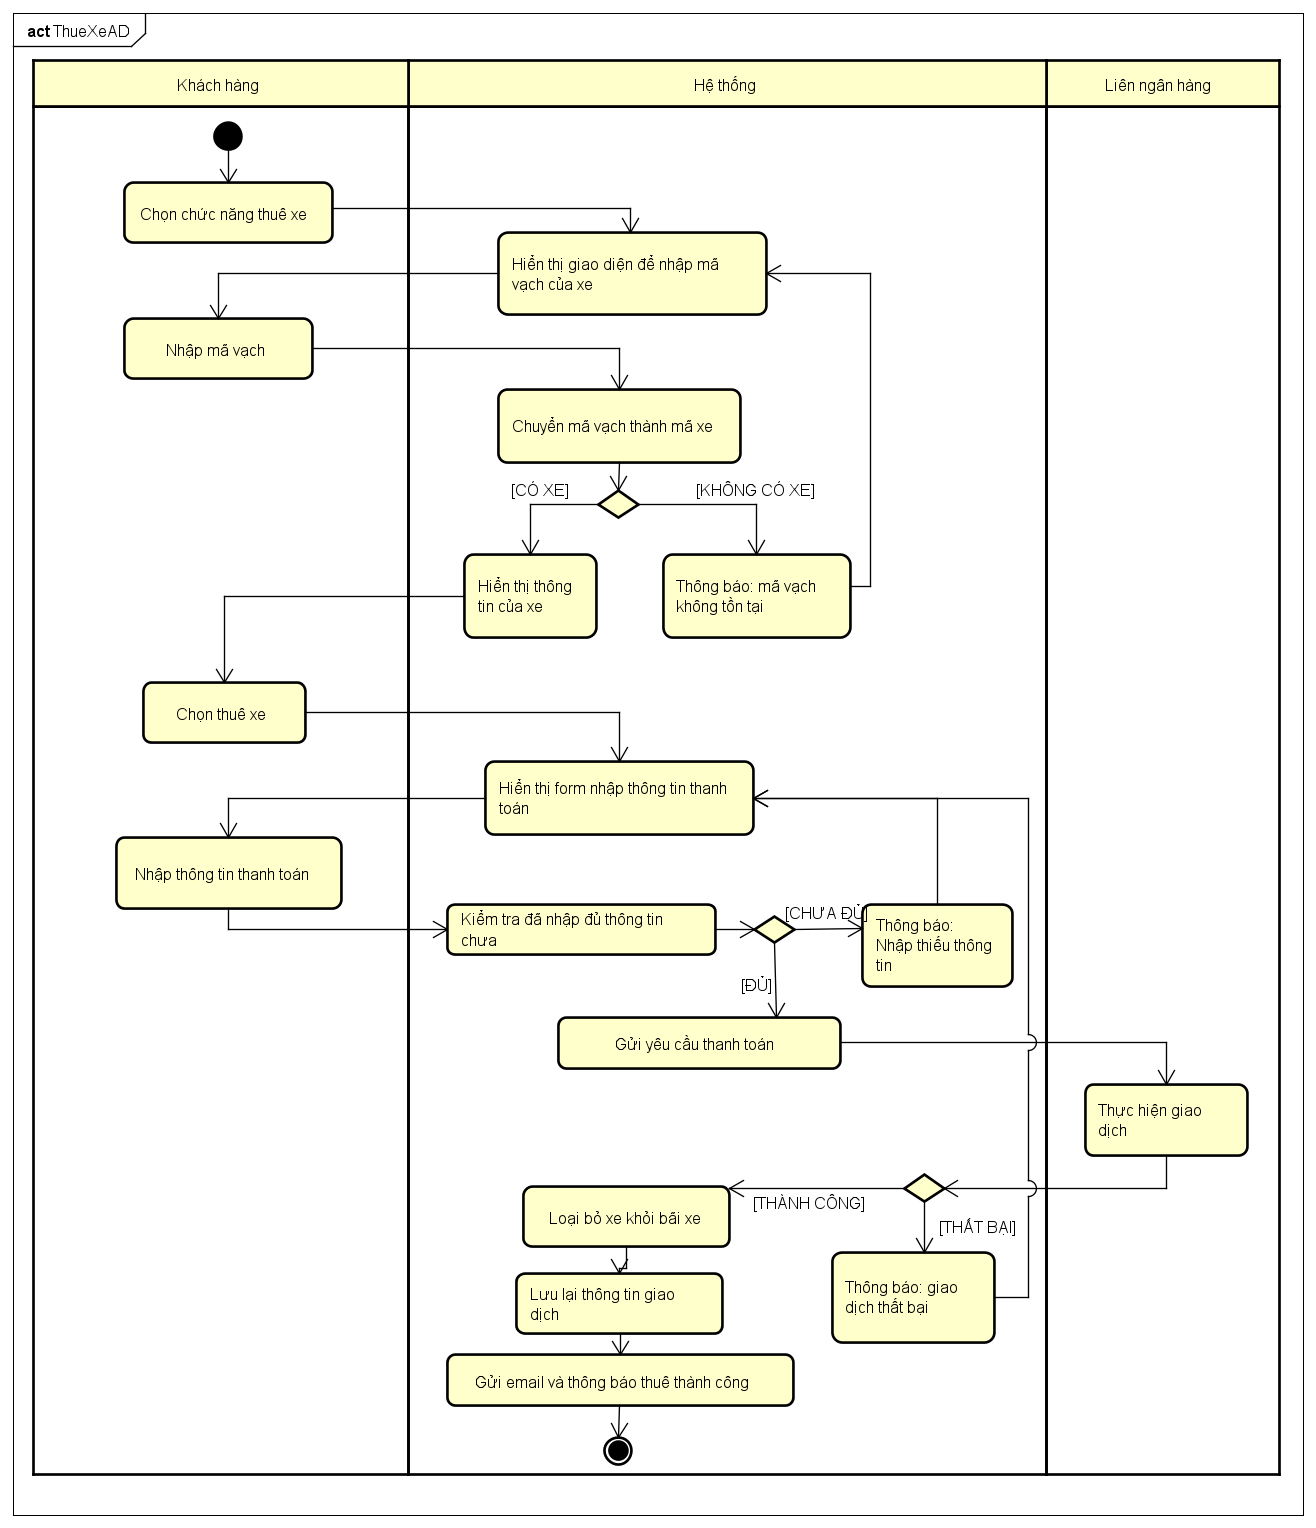 act ThueXeAD
Khách hàng
Hệ thống
Liên ngân hàng
Chọn chức năng thuê xe
Hiển thị giao diện để nhập mã
vạch của xe
Nhập mã vạch
Chuyển mã vạch thành mã xe
[CÓ XE]
[KHÔNG CÓ XE]
Hiển thị thông
tin của xe
Thông báo: mã vạch
không tồn tại
Chọn thuê xe
Hiển thị form nhập thông tin thanh
toán
Nhập thông tin thanh toán
Kiểm tra đã nhập đủ thông tin
chưa
[CHƯA ĐỦ]
Thông báo:
Nhập thiếu thông
tin
[ĐỦ]
Gửi yêu cầu thanh toán
Thực hiện giao
dịch
[THÀNH CÔNG]
[THẤT BẠI]
Loại bỏ xe khỏi bãi xe
Thông báo: giao
dịch thất bại
Lưu lại thông tin giao
dịch
Gửi email và thông báo thuê thành công